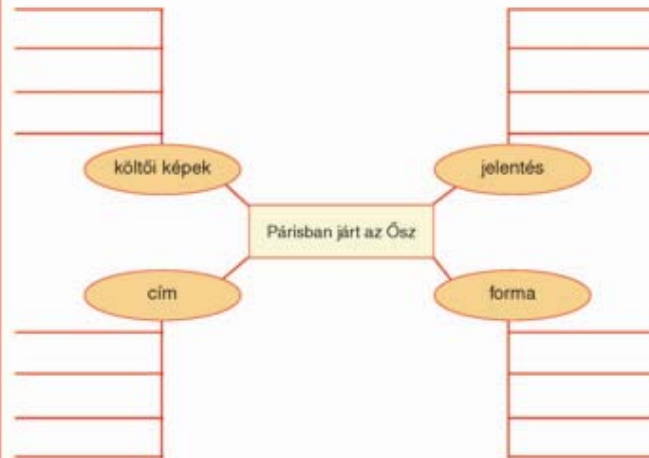 költői képek
jelentés
Párisban járt az Ősz
cím
forma